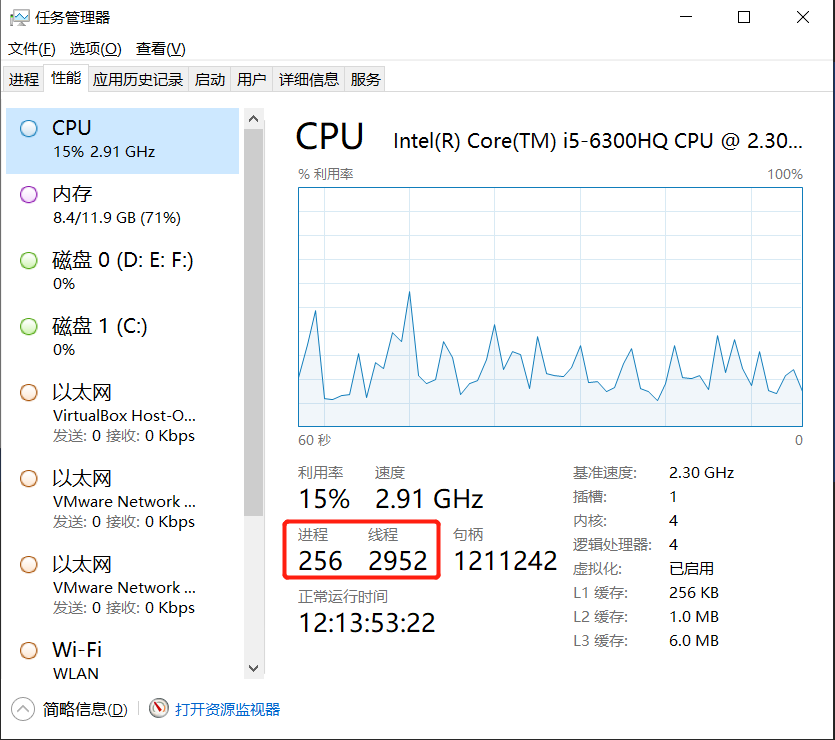 任务管理器
文件(F) 选项(O) 查看(V)
进程 性能 应用历史记录 启动 用户 详细信息 服务
CPU
15% 2.91 GHz
内存
8.4/11.9 GB (71%)
磁盘 0 (D: E: F:)
0%
磁盘 1 (C:)
0%
以太网
VirtualBox Host-O...
发送: 0 接收: 0 Kbps
以太网
VMware Network ...
发送: 0 接收: 0 Kbps
以太网
VMware Network ...
发送: 0 接收: 0 Kbps
Wi-Fi
WLAN
CPU Intel(R) Core(TM) i5-6300HQ CPU @ 2.30...
% 利用率 100%
60 秒 0
利用率 速度
15% 2.91 GHz
进程 线程 句柄
256 2952 1211242
正常运行时间
12:13:53:22
基准速度: 2.30 GHz
插槽: 1
内核: 4
逻辑处理器: 4
虚拟化: 已启用
L1 缓存: 256 KB
L2 缓存: 1.0 MB
L3 缓存: 6.0 MB
简略信息(D) 打开资源监视器